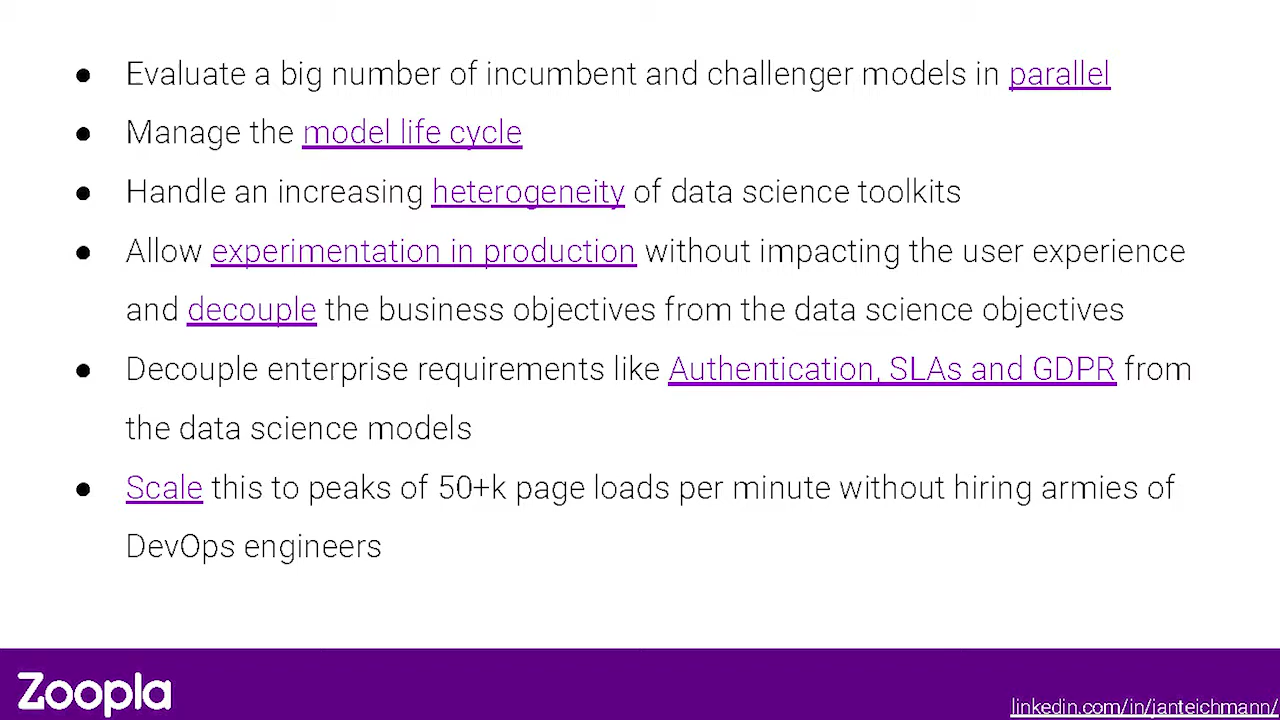 ● Evaluate a big number of incumbent and challenger models in parallel
● Manage the model life cycle
● Handle an increasing heterogeneity of data science toolkits
● Allow experimentation in production without impacting the user experience
and decouple the business objectives from the data science objectives
● Decouple enterprise requirements like Authentication, SLAs and GDPR from
the data science models
● Scale this to peaks of 50+k page loads per minute without hiring armies of
DevOps engineers
Zoopla
linkedin.com/in/janteichmann/